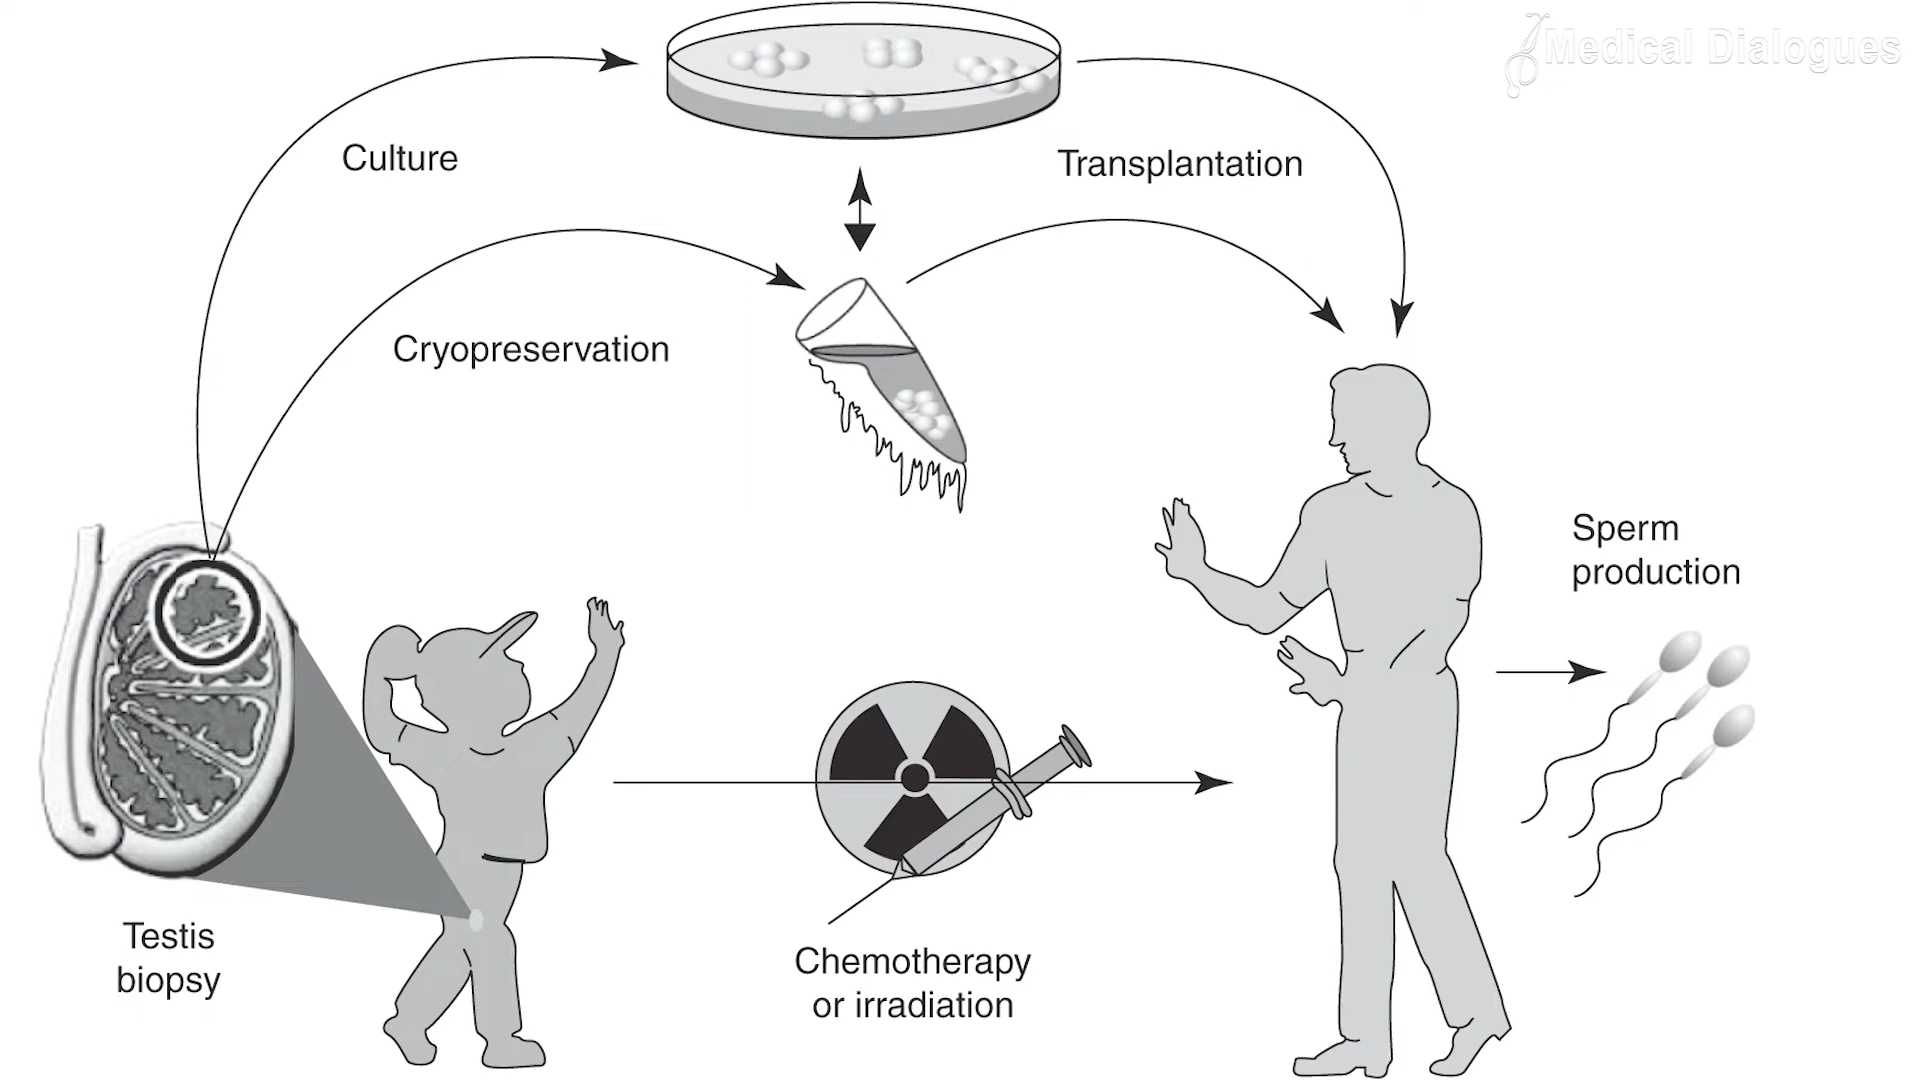 Medical Dialogues
Culture
Transplantation
Cryopreservation
Sperm
production
Testis
biopsy
Chemotherapy
or irradiation